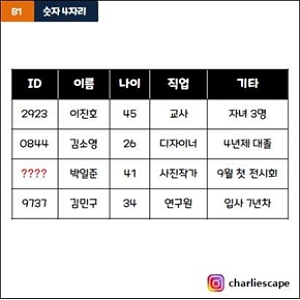 B1 숫자 4자리
ID 이름 나이 직업 기타
2923 이진호 45 교사 자녀 3명
0844 김소영 26 디자이너 4년제 대졸
???? 박일준 41 사진작가 9월 첫 전시회
9737 김민구 34 연구원 입사 7년차
charliescape